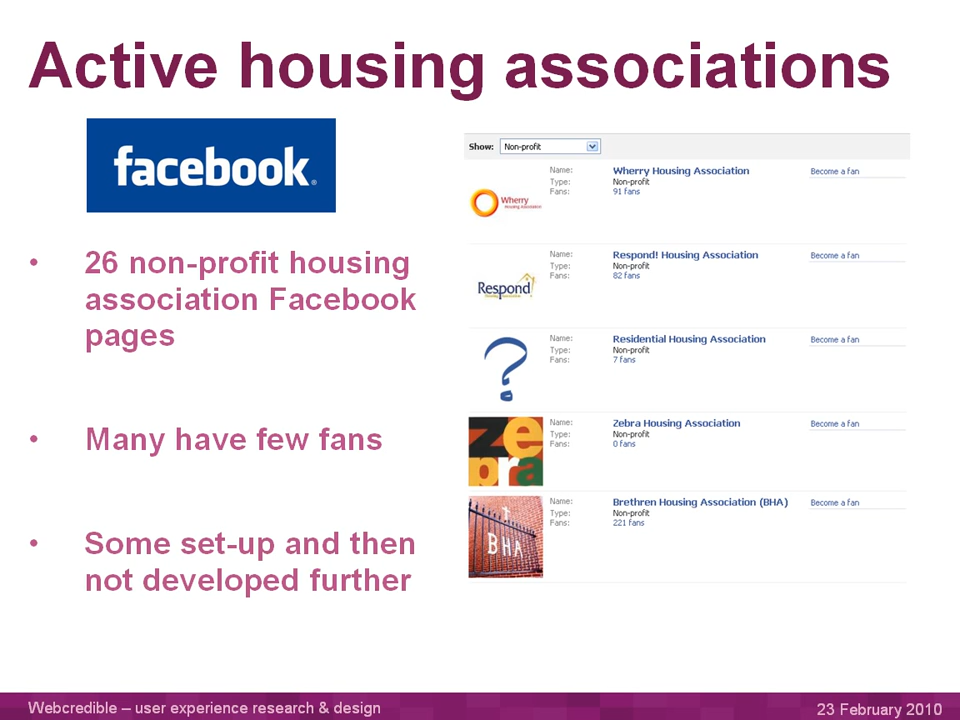 Active housing associations
facebook®
• 26 non-profit housing
association Facebook
pages
• Many have few fans
• Some set-up and then
not developed further
Show: Non-profit
Wherry
Housing Association
Name: Wherry Housing Association Become a fan
Type: Non-profit
Fans: 91 fans
Respond!
Housing Association
Name: Respond! Housing Association Become a fan
Type: Non-profit
Fans: 82 fans
?
Name: Residential Housing Association Become a fan
Type: Non-profit
Fans: 7 fans
ze
pra
Name: Zebra Housing Association Become a fan
Type: Non-profit
Fans: 0 fans
BHA
Name: Brethren Housing Association (BHA) Become a fan
Type: Non-profit
Fans: 221 fans
Webcredible – user experience research & design
23 February 2010